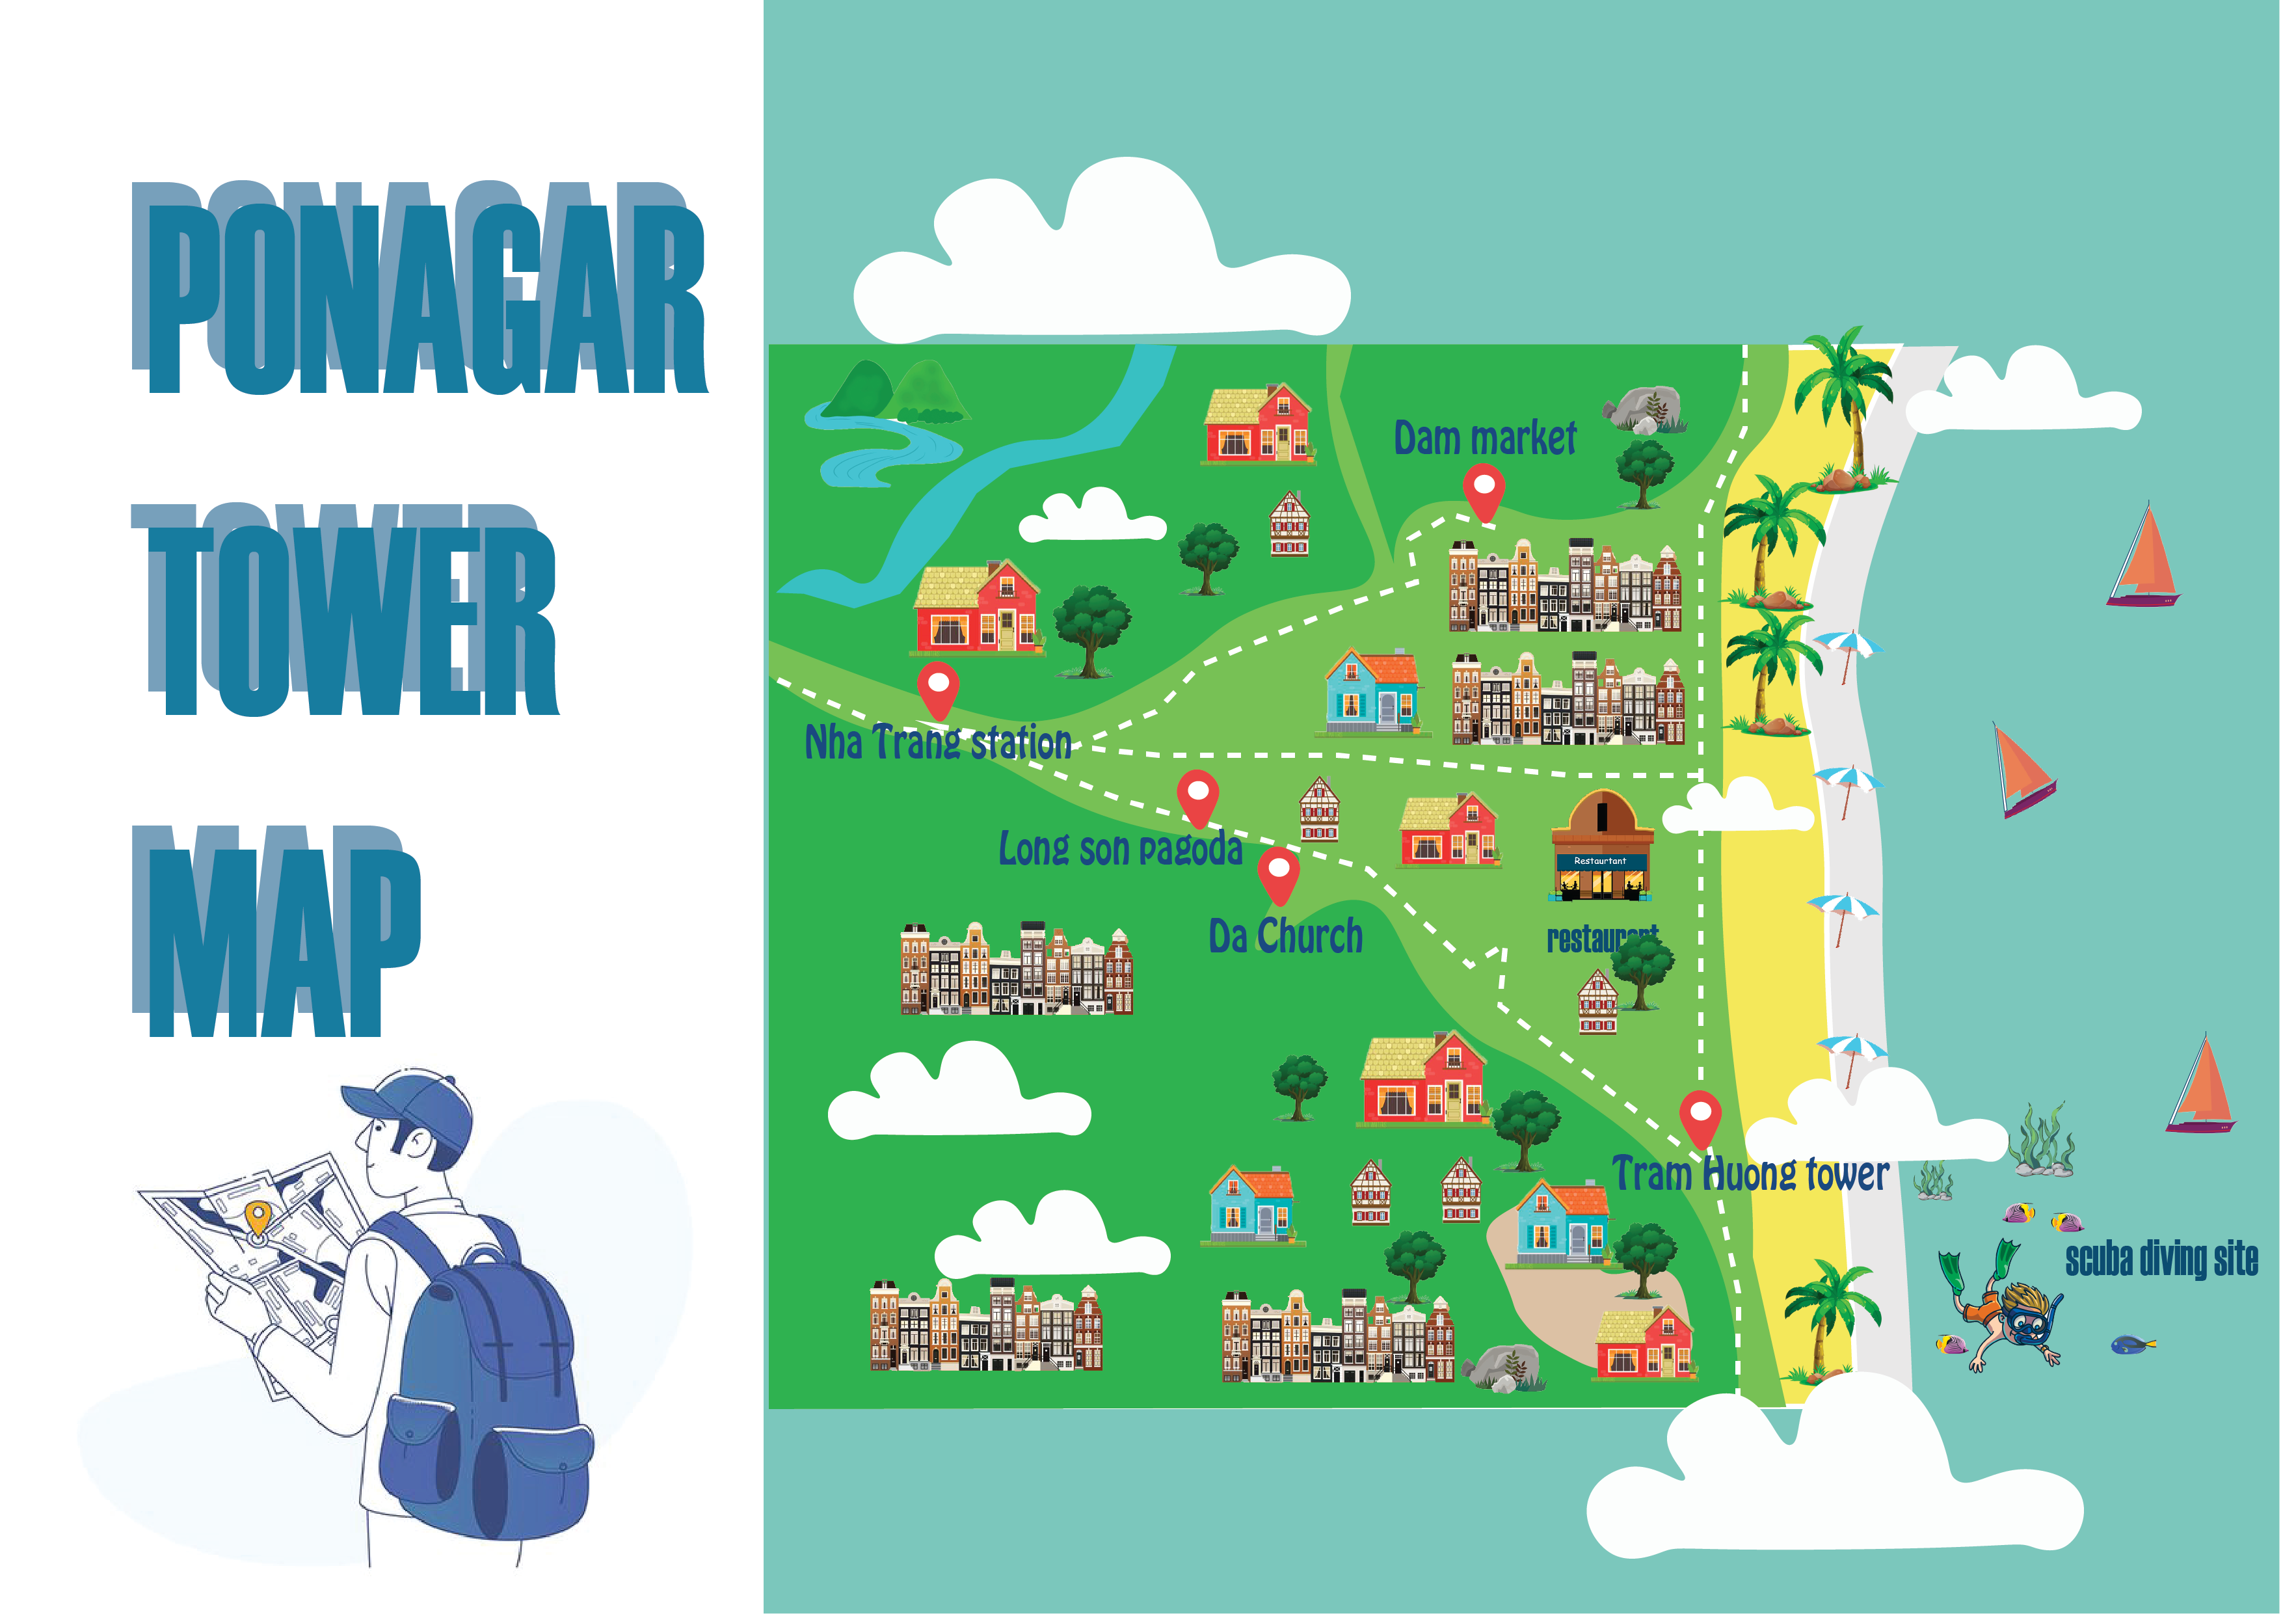 PONAGAR
TOWER
MAP
Dam market
Nha Trang station
Long son pagoda
Da Church
Restaurtant
restaurant
Tram Huong tower
scuba diving site